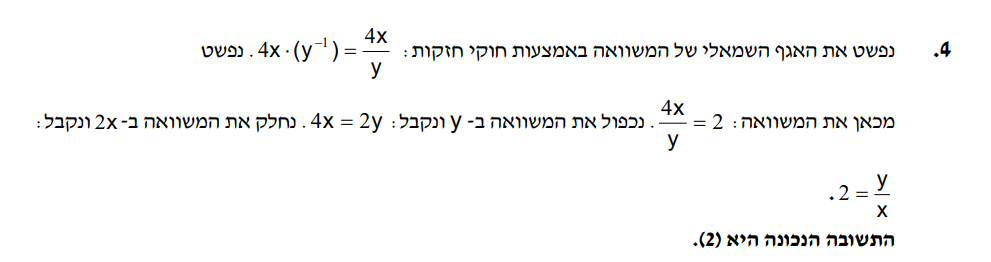 4. נפשט את האגף השמאלי של המשוואה באמצעות חוקי חזקות: 4x·(y⁻¹) = 4x/y. נפשט
מכאן את המשוואה: 4x/y = 2. נכפול את המשוואה ב- y ונקבל: 4x = 2y. נחלק את המשוואה ב- 2x ונקבל:
2 = y/x.
התשובה הנכונה היא (2).